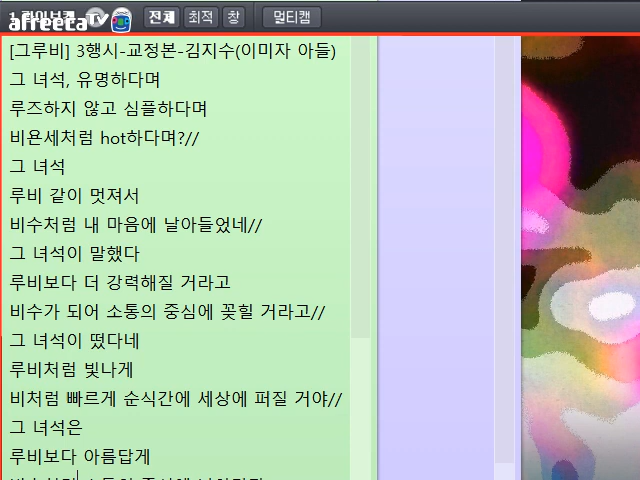 afreecaTV
전체 최적 창 멀티캠
[그루비] 3행시-교정본-김지수(이미자 아들)
그 녀석, 유명하다며
루즈하지 않고 심플하다며
비욘세처럼 hot하다며?//
그 녀석
루비 같이 멋져서
비수처럼 내 마음에 날아들었네//
그 녀석이 말했다
루비보다 더 강력해질 거라고
비수가 되어 소통의 중심에 꽂힐 거라고//
그 녀석이 떴다네
루비처럼 빛나게
비처럼 빠르게 순식간에 세상에 퍼질 거야//
그 녀석은
루비보다 아름답게